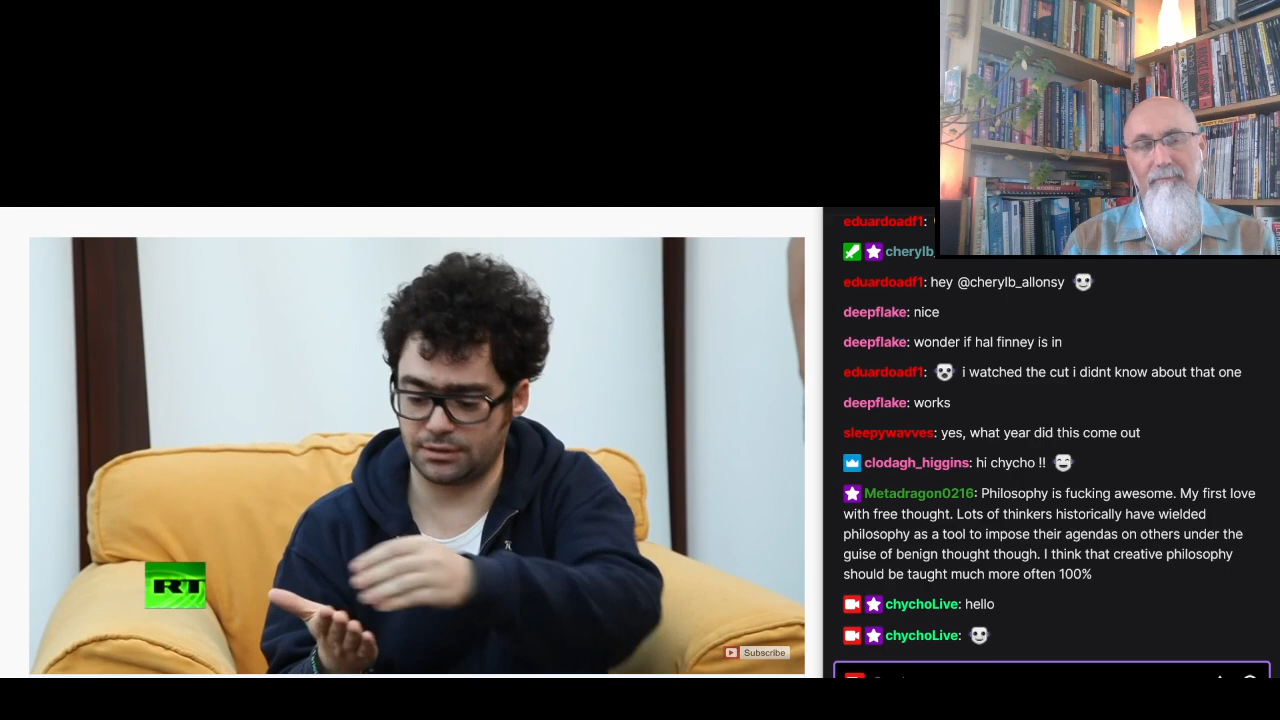 eduardoadf1:
cherylb_
eduardoadf1: hey @cherylb_allonsy
deepflake: nice
deepflake: wonder if hal finney is in
eduardoadf1: i watched the cut i didnt know about that one
deepflake: works
sleepywavves: yes, what year did this come out
clodagh_higgins: hi chycho !!
Metadragon0216: Philosophy is fucking awesome. My first love
with free thought. Lots of thinkers historically have wielded
philosophy as a tool to impose their agendas on others under the
guise of benign thought though. I think that creative philosophy
should be taught much more often 100%
chychoLive: hello
chychoLive:
RT
Subscribe